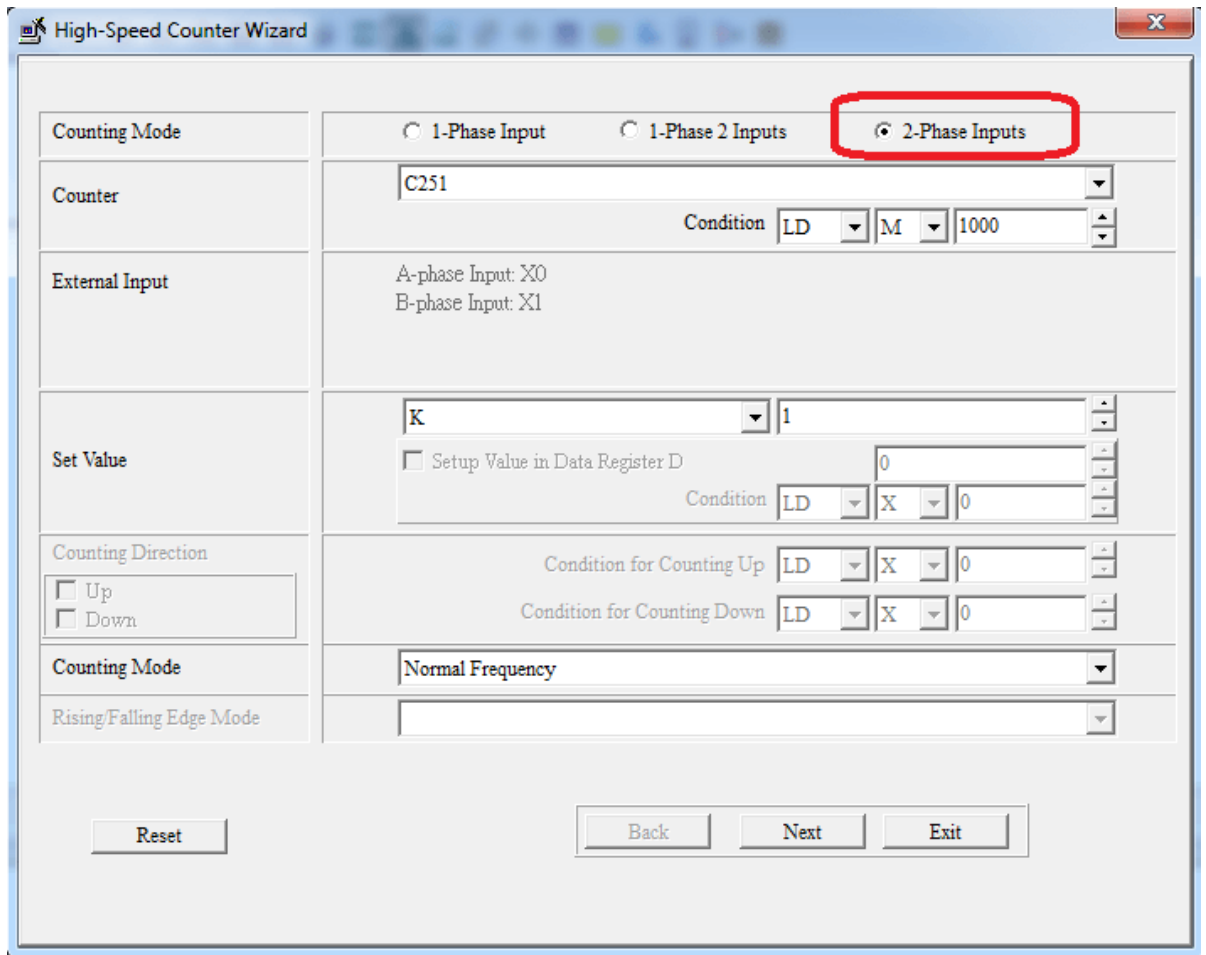 High-Speed Counter Wizard
Counting Mode
1-Phase Input
1-Phase 2 Inputs
2-Phase Inputs
Counter
C251
Condition LD M 1000
External Input
A-phase Input: X0
B-phase Input: X1
Set Value
K 1
Setup Value in Data Register D 0
Condition LD X 0
Counting Direction
Up
Down
Condition for Counting Up LD X 0
Condition for Counting Down LD X 0
Counting Mode
Normal Frequency
Rising/Falling Edge Mode
Reset
Back
Next
Exit